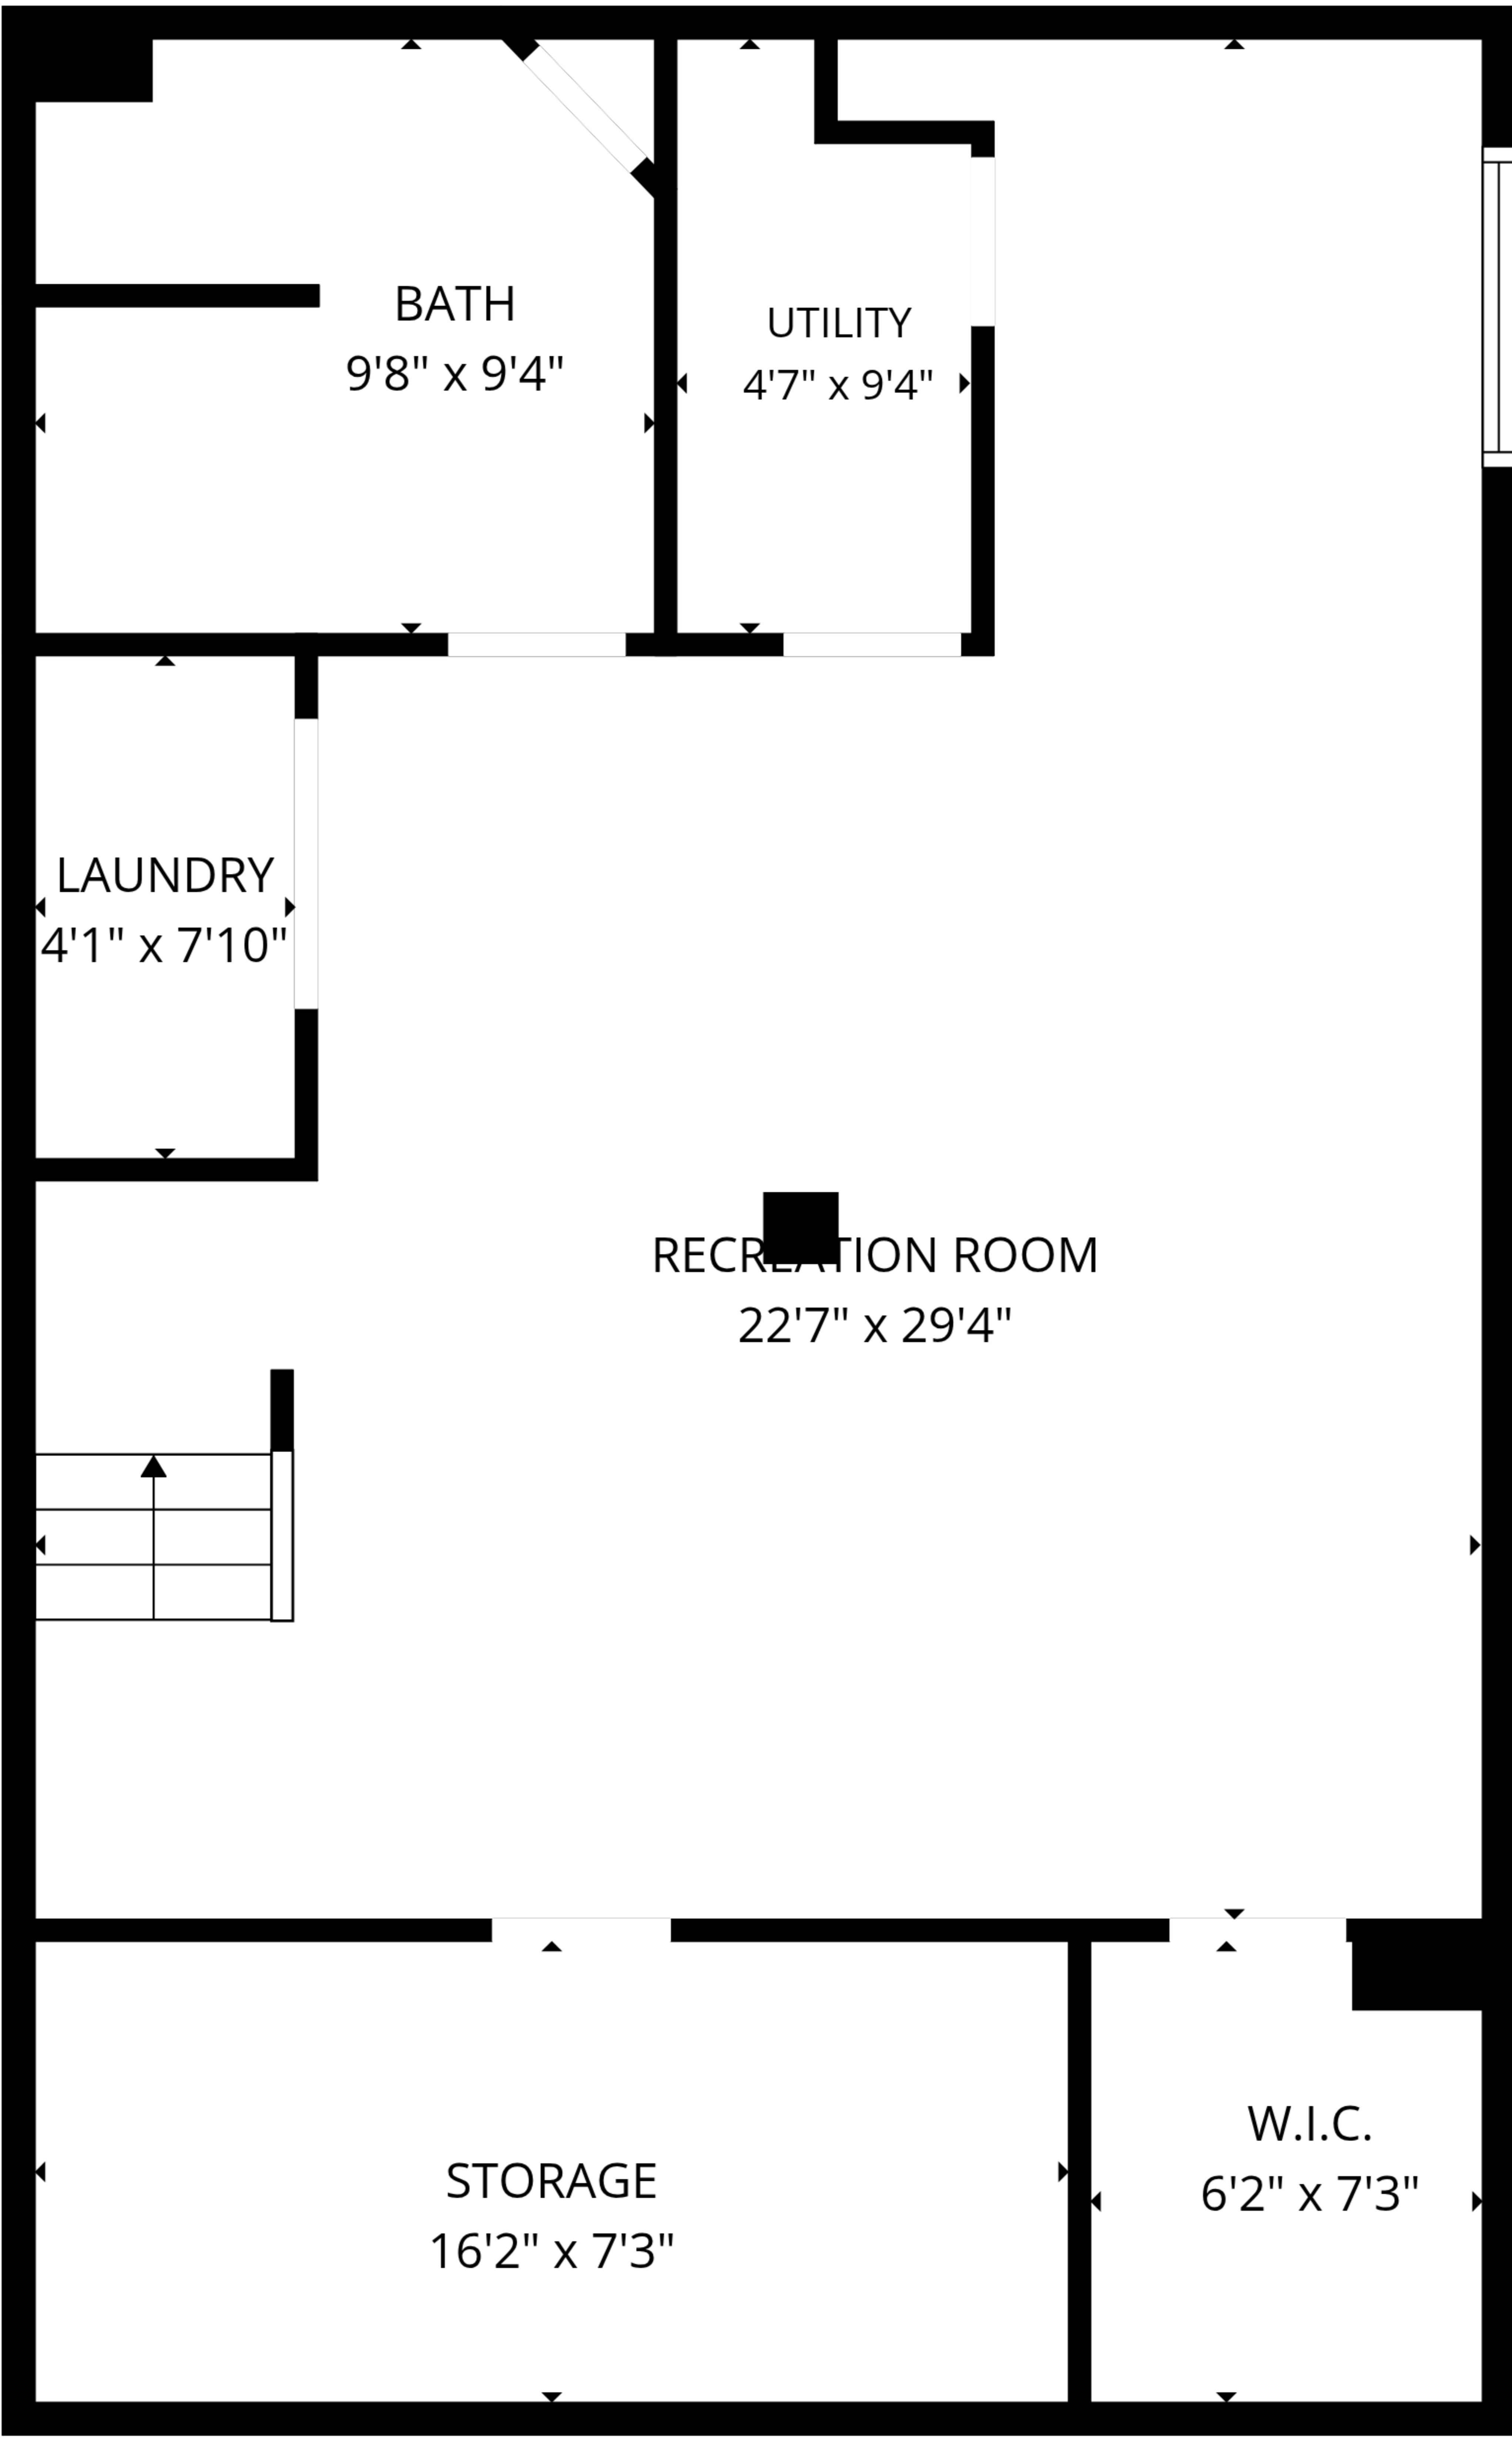 BATH
9'8" x 9'4"
UTILITY
4'7" x 9'4"
LAUNDRY
4'1" x 7'10"
RECREATION ROOM
22'7" x 29'4"
W.I.C.
6'2" x 7'3"
STORAGE
16'2" x 7'3"